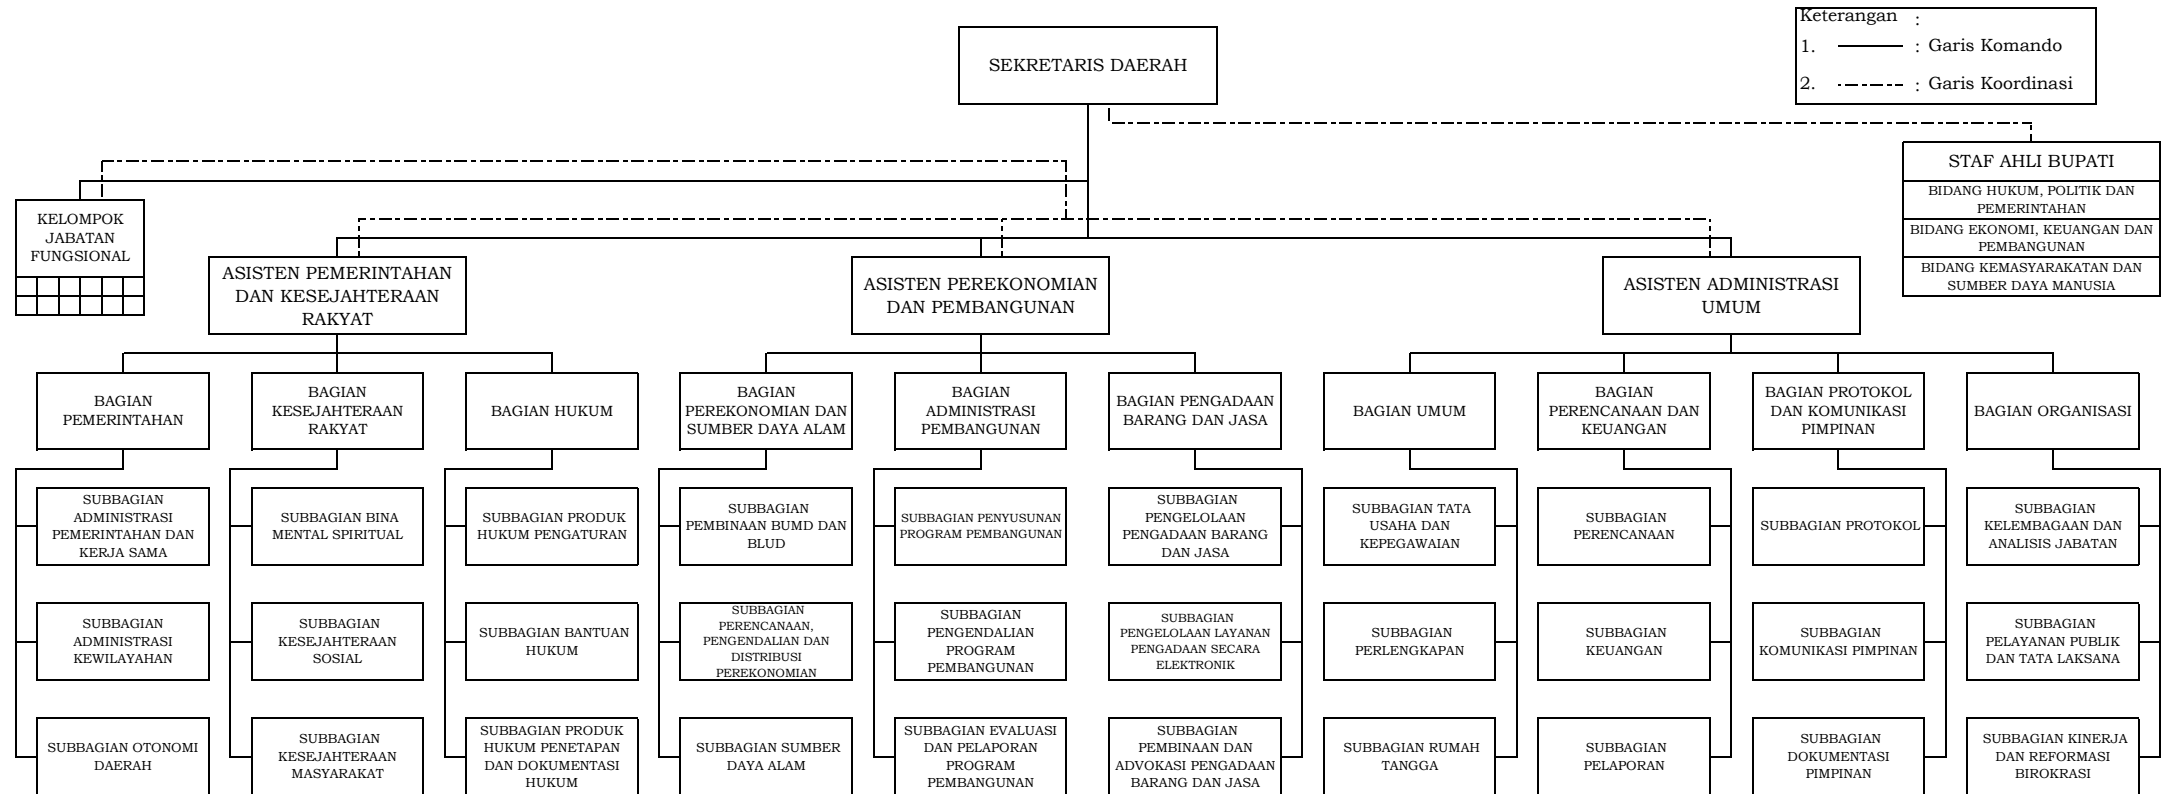 SEKRETARIS DAERAH
Keterangan :
1. : Garis Komando
2. : Garis Koordinasi
STAF AHLI BUPATI
BIDANG HUKUM, POLITIK DAN
PEMERINTAHAN
BIDANG EKONOMI, KEUANGAN DAN
PEMBANGUNAN
BIDANG KEMASYARAKATAN DAN
SUMBER DAYA MANUSIA
KELOMPOK
JABATAN
FUNGSIONAL
ASISTEN PEMERINTAHAN
DAN KESEJAHTERAAN
RAKYAT
ASISTEN PEREKONOMIAN
DAN PEMBANGUNAN
ASISTEN ADMINISTRASI
UMUM
BAGIAN
PEMERINTAHAN
BAGIAN
KESEJAHTERAAN
RAKYAT
BAGIAN HUKUM
BAGIAN
PEREKONOMIAN DAN
SUMBER DAYA ALAM
BAGIAN
ADMINISTRASI
PEMBANGUNAN
BAGIAN PENGADAAN
BARANG DAN JASA
BAGIAN UMUM
BAGIAN
PERENCANAAN DAN
KEUANGAN
BAGIAN PROTOKOL
DAN KOMUNIKASI
PIMPINAN
BAGIAN ORGANISASI
SUBBAGIAN
ADMINISTRASI
PEMERINTAHAN DAN
KERJA SAMA
SUBBAGIAN BINA
MENTAL SPIRITUAL
SUBBAGIAN PRODUK
HUKUM PENGATURAN
SUBBAGIAN
PEMBINAAN BUMD DAN
BLUD
SUBBAGIAN PENYUSUNAN
PROGRAM PEMBANGUNAN
SUBBAGIAN
PENGELOLAAN
PENGADAAN BARANG
DAN JASA
SUBBAGIAN TATA
USAHA DAN
KEPEGAWAIAN
SUBBAGIAN
PERENCANAAN
SUBBAGIAN PROTOKOL
SUBBAGIAN
KELEMBAGAAN DAN
ANALISIS JABATAN
SUBBAGIAN
ADMINISTRASI
KEWILAYAHAN
SUBBAGIAN
KESEJAHTERAAN
SOSIAL
SUBBAGIAN BANTUAN
HUKUM
SUBBAGIAN
PERENCANAAN,
PENGENDALIAN DAN
DISTRIBUSI
PEREKONOMIAN
SUBBAGIAN
PENGENDALIAN
PROGRAM
PEMBANGUNAN
SUBBAGIAN
PENGELOLAAN LAYANAN
PENGADAAN SECARA
ELEKTRONIK
SUBBAGIAN
PERLENGKAPAN
SUBBAGIAN
KEUANGAN
SUBBAGIAN
KOMUNIKASI PIMPINAN
SUBBAGIAN
PELAYANAN PUBLIK
DAN TATA LAKSANA
SUBBAGIAN OTONOMI
DAERAH
SUBBAGIAN
KESEJAHTERAAN
MASYARAKAT
SUBBAGIAN PRODUK
HUKUM PENETAPAN
DAN DOKUMENTASI
HUKUM
SUBBAGIAN SUMBER
DAYA ALAM
SUBBAGIAN EVALUASI
DAN PELAPORAN
PROGRAM
PEMBANGUNAN
SUBBAGIAN
PEMBINAAN DAN
ADVOKASI PENGADAAN
BARANG DAN JASA
SUBBAGIAN RUMAH
TANGGA
SUBBAGIAN
PELAPORAN
SUBBAGIAN
DOKUMENTASI
PIMPINAN
SUBBAGIAN KINERJA
DAN REFORMASI
BIROKRASI